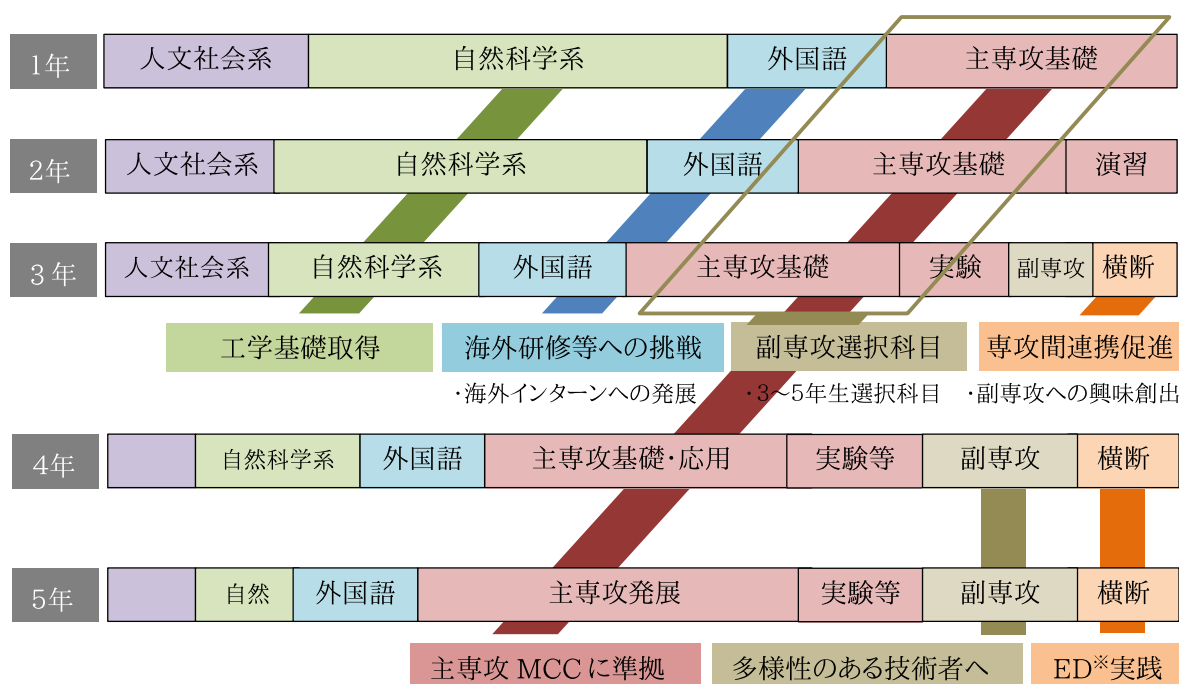 1年 人文社会系 自然科学系 外国語 主専攻基礎
2年 人文社会系 自然科学系 外国語 主専攻基礎 演習
3年 人文社会系 自然科学系 外国語 主専攻基礎 実験 副専攻 横断
工学基礎取得 海外研修等への挑戦 副専攻選択科目 専攻間連携促進
・海外インターンへの発展 ・3~5年生選択科目 ・副専攻への興味創出
4年 自然科学系 外国語 主専攻基礎・応用 実験等 副専攻 横断
5年 自然 外国語 主専攻発展 実験等 副専攻 横断
主専攻 MCC に準拠 多様性のある技術者へ ED※実践